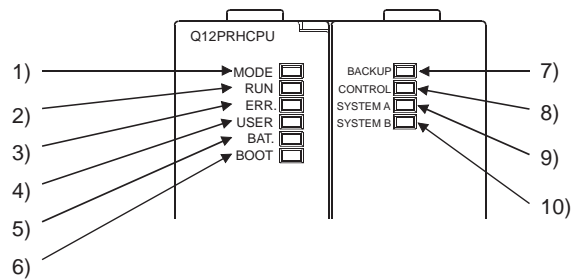 Q12PRHCPU
1) MODE
2) RUN
3) ERR.
4) USER
5) BAT.
6) BOOT
BACKUP 7)
CONTROL 8)
SYSTEM A 9)
SYSTEM B 10)